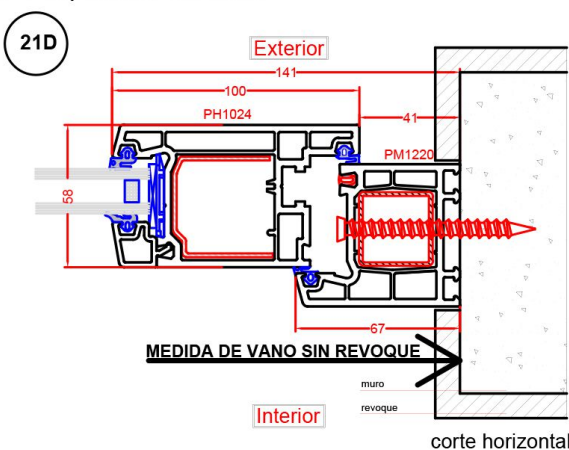 21D
Exterior
141
100
41
PH1024
PM1220
58
67
MEDIDA DE VANO SIN REVOQUE
muro
revoque
Interior
corte horizontal